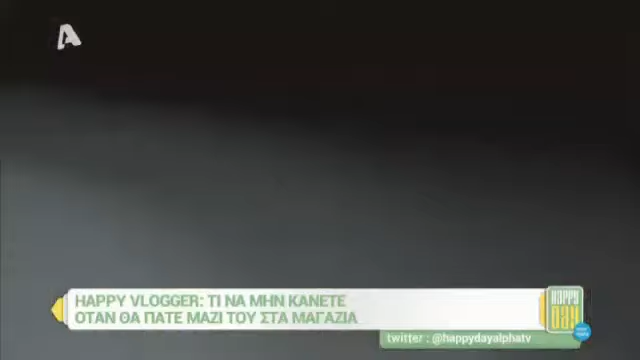 HAPPY VLOGGER: ΤΙ ΝΑ ΜΗΝ ΚΑΝΕΤΕ
ΟΤΑΝ ΘΑ ΠΑΤΕ ΜΑΖΙ ΤΟΥ ΣΤΑ ΜΑΓΑΖΙΑ
HAPPY
DAY
twitter : @happydayalphatv